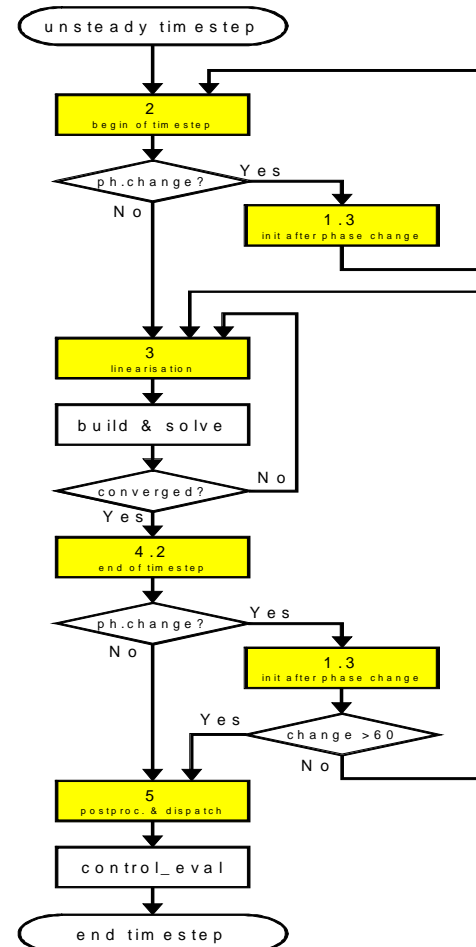 unsteady timestep
2
begin of timestep
ph.change?
Yes
No
1.3
init after phase change
3
linearisation
build & solve
converged?
No
Yes
4.2
end of timestep
ph.change?
Yes
No
1.3
init after phase change
change >60
Yes
No
5
postproc. & dispatch
control_eval
end timestep